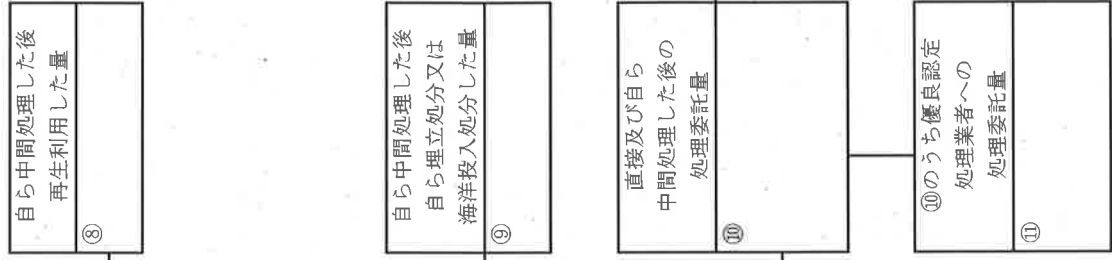 自ら中間処理した後
再生利用した量
⑧
自ら中間処理した後
自ら埋立処分又は
海洋投入処分した量
⑨
直接及び自ら
中間処理した後の
処理委託量
⑩
⑩のうち優良認定
処理業者への
処理委託量
⑪